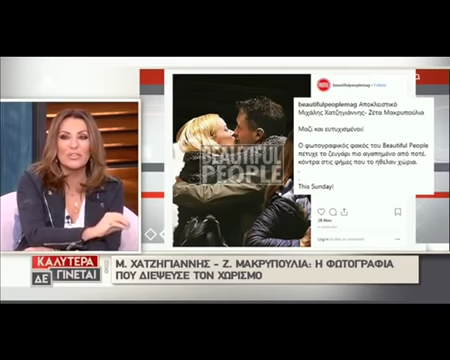 beautifulpeoplemag
beautifulpeoplemag Αποκλειστικό
Μιχάλης Χατζηγιάννης- Ζέτα Μακρυπούλια
Μαζί και ευτυχισμένοι!
Ο φωτογραφικός φακός του Beautiful People
πέτυχε το ζευγάρι πιο αγαπημένο από ποτέ,
κόντρα στις φήμες που το ήθελαν χώρια.
.
This Sunday!
BEAUTIFUL
PEOPLE
ΚΑΛΥΤΕΡΑ
ΔΕ ΓΙΝΕΤΑΙ
Μ. ΧΑΤΖΗΓΙΑΝΝΗΣ – Ζ. ΜΑΚΡΥΠΟΥΛΙΑ: Η ΦΩΤΟΓΡΑΦΙΑ
ΠΟΥ ΔΙΕΨΕΥΣΕ ΤΟΝ ΧΩΡΙΣΜΟ